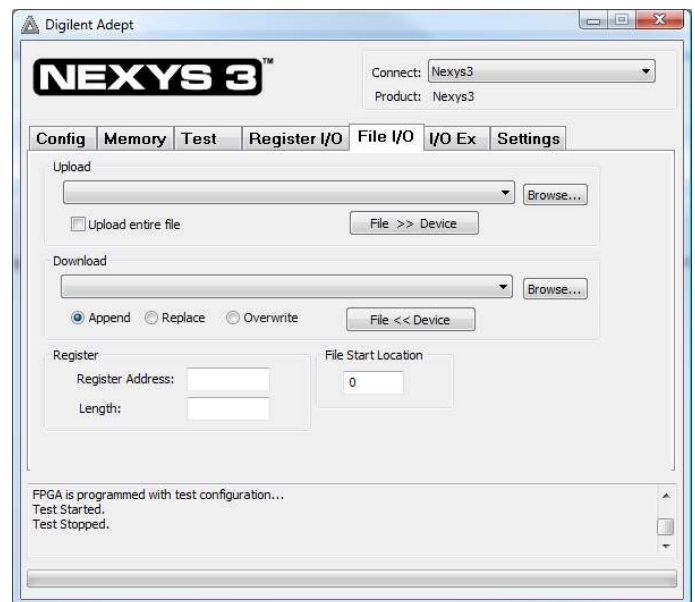 Digilent Adept
NEXYS 3™
Connect: Nexys3
Product: Nexys3
Config Memory Test Register I/O File I/O I/O Ex Settings
Upload
Browse...
Upload entire file File >> Device
Download
Browse...
Append Replace Overwrite File << Device
Register File Start Location
Register Address: 0
Length:
FPGA is programmed with test configuration...
Test Started.
Test Stopped.